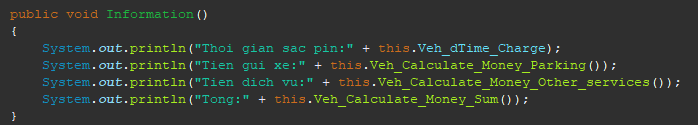 public void Information()
{
    System.out.println("Thoi gian sac pin:" + this.Veh_dTime_Charge);
    System.out.println("Tien gui xe:" + this.Veh_Calculate_Money_Parking());
    System.out.println("Tien dich vu:" + this.Veh_Calculate_Money_Other_services());
    System.out.println("Tong:" + this.Veh_Calculate_Money_Sum());
}